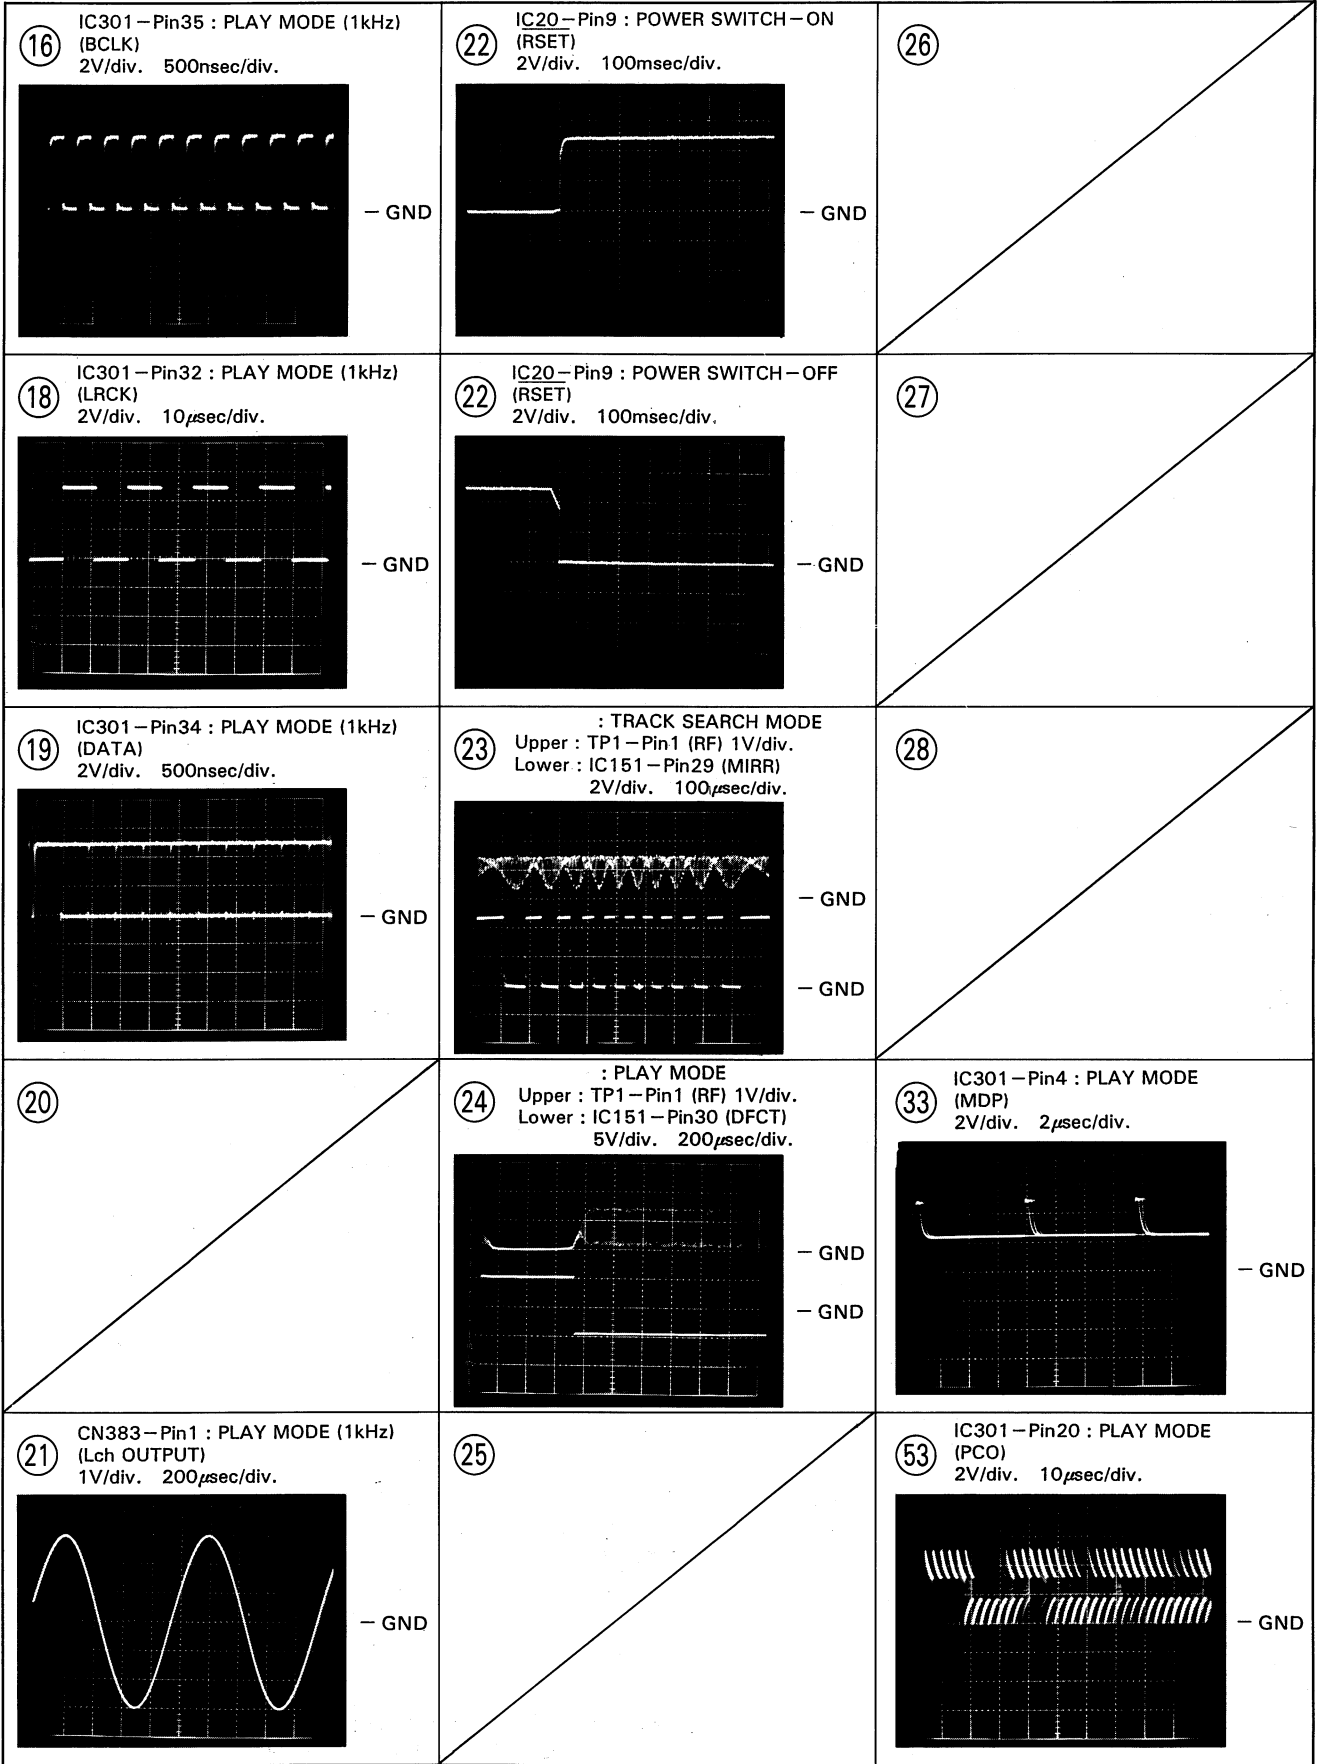 16
IC301-Pin35 : PLAY MODE (1kHz)
(BCLK)
2V/div. 500nsec/div.
- GND
22
IC20-Pin9 : POWER SWITCH-ON
(RSET)
2V/div. 100msec/div.
- GND
26
18
IC301-Pin32 : PLAY MODE (1kHz)
(LRCK)
2V/div. 10μsec/div.
- GND
22
IC20-Pin9 : POWER SWITCH-OFF
(RSET)
2V/div. 100msec/div.
- GND
27
19
IC301-Pin34 : PLAY MODE (1kHz)
(DATA)
2V/div. 500nsec/div.
- GND
23
: TRACK SEARCH MODE
Upper : TP1-Pin1 (RF) 1V/div.
Lower : IC151-Pin29 (MIRR)
2V/div. 100μsec/div.
- GND
- GND
28
20
24
: PLAY MODE
Upper : TP1-Pin1 (RF) 1V/div.
Lower : IC151-Pin30 (DFCT)
5V/div. 200μsec/div.
- GND
- GND
33
IC301-Pin4 : PLAY MODE
(MDP)
2V/div. 2μsec/div.
- GND
21
CN383-Pin1 : PLAY MODE (1kHz)
(Lch OUTPUT)
1V/div. 200μsec/div.
- GND
25
53
IC301-Pin20 : PLAY MODE
(PCO)
2V/div. 10μsec/div.
- GND